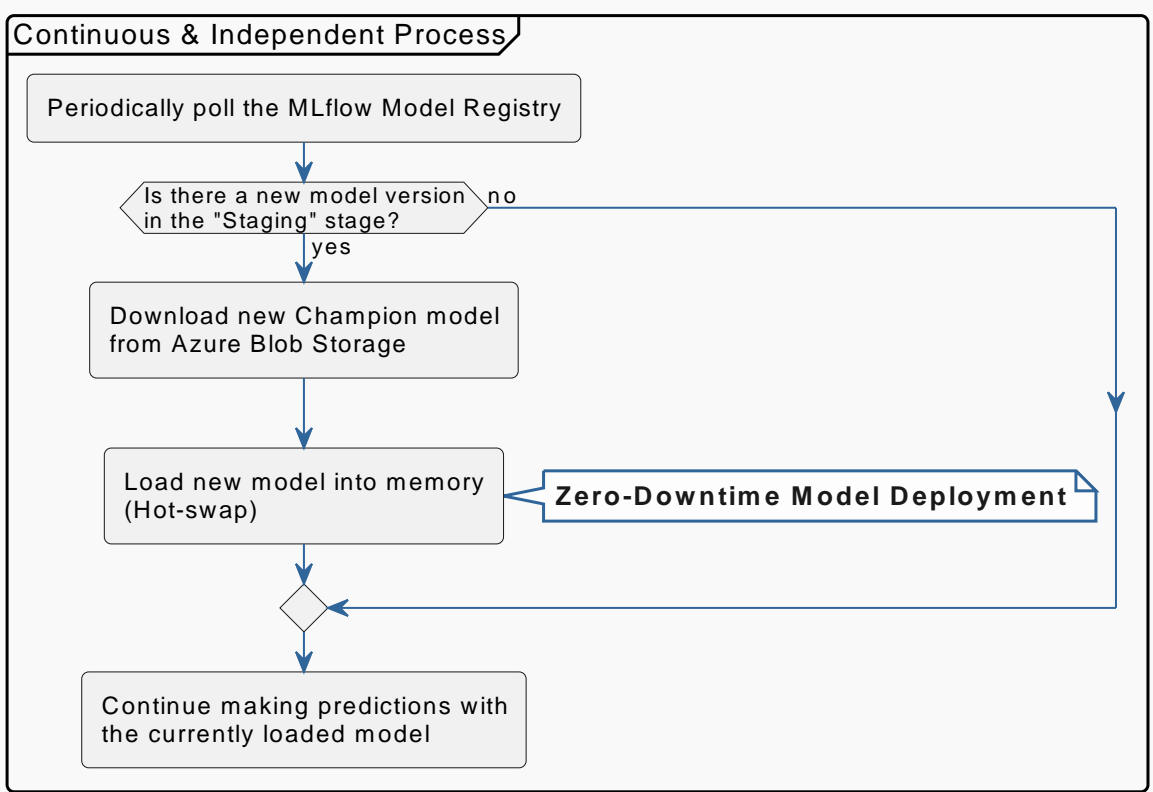 Continuous & Independent Process
Periodically poll the MLflow Model Registry
Is there a new model version
in the "Staging" stage?
no
yes
Download new Champion model
from Azure Blob Storage
Load new model into memory
(Hot-swap)
Zero-Downtime Model Deployment
Continue making predictions with
the currently loaded model